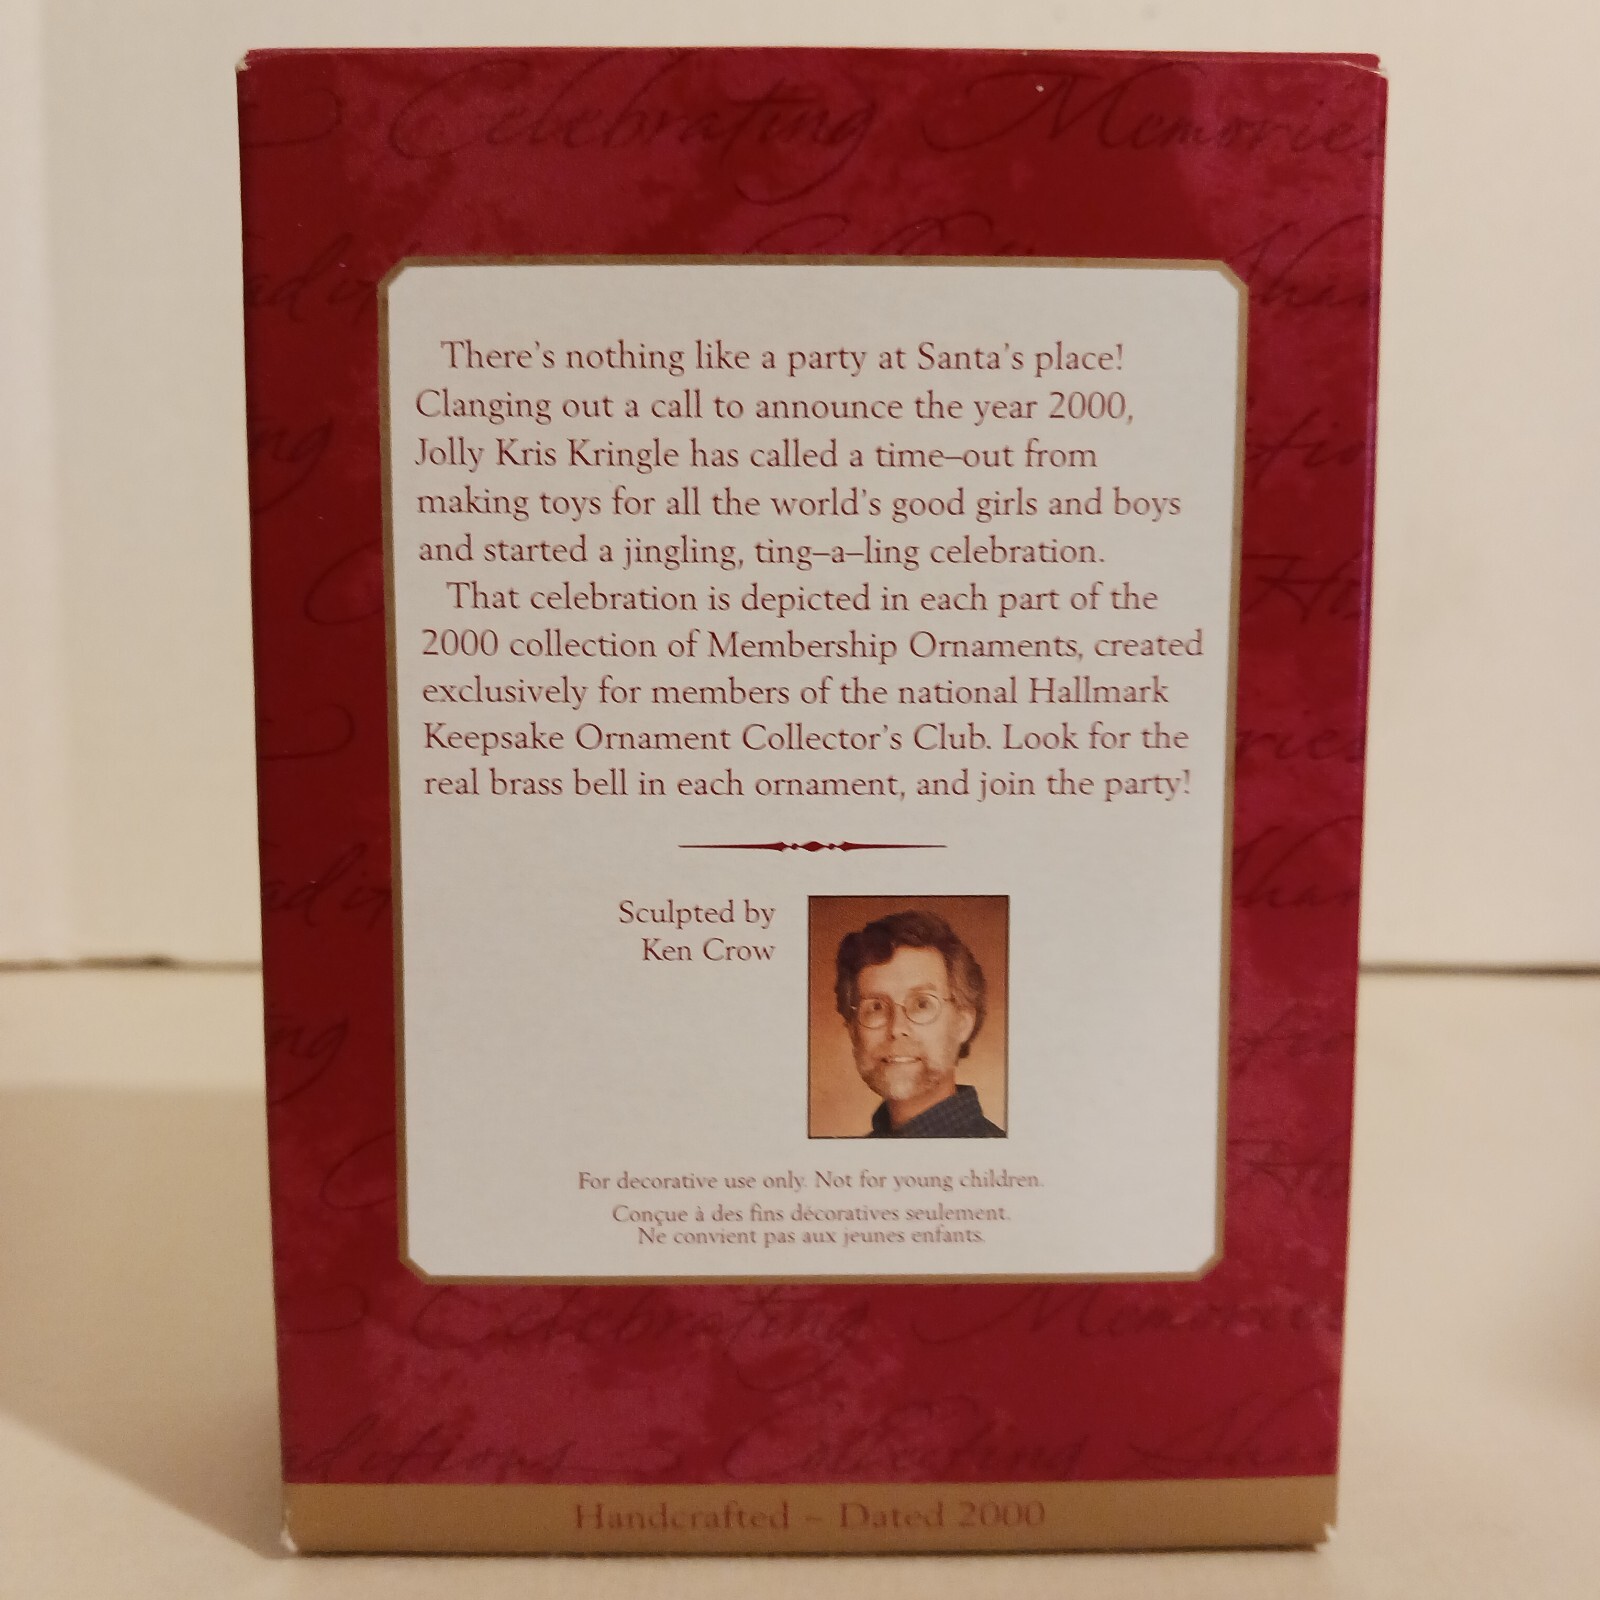 Celebrating Memories
There's nothing like a party at Santa's place!
Clanging out a call to announce the year 2000,
Jolly Kris Kringle has called a time–out from
making toys for all the world's good girls and boys
and started a jingling, ting–a–ling celebration.
That celebration is depicted in each part of the
2000 collection of Membership Ornaments, created
exclusively for members of the national Hallmark
Keepsake Ornament Collector's Club. Look for the
real brass bell in each ornament, and join the party!
Sculpted by
Ken Crow
For decorative use only. Not for young children.
Conçue à des fins décoratives seulement.
Ne convient pas aux jeunes enfants.
Celebrating Memories
Collecting
Handcrafted – Dated 2000